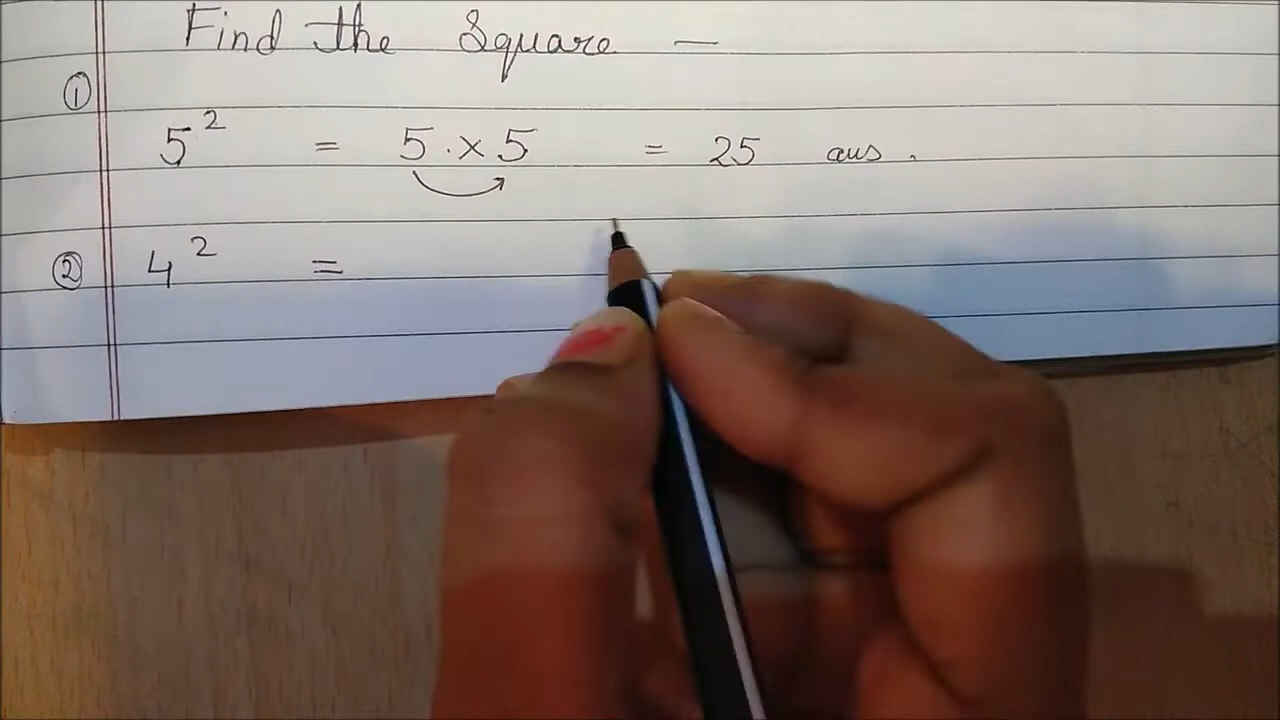 Find the Square —
①
5² = 5 . × 5 = 25 ans .
② 4² =